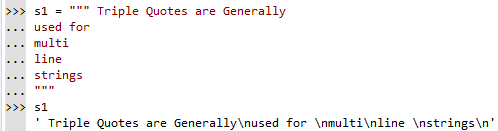 >>> s1 = """ Triple Quotes are Generally
... used for
... multi
... line
... strings
... """
>>> s1
' Triple Quotes are Generally\nused for \nmulti\nline \nstrings\n'